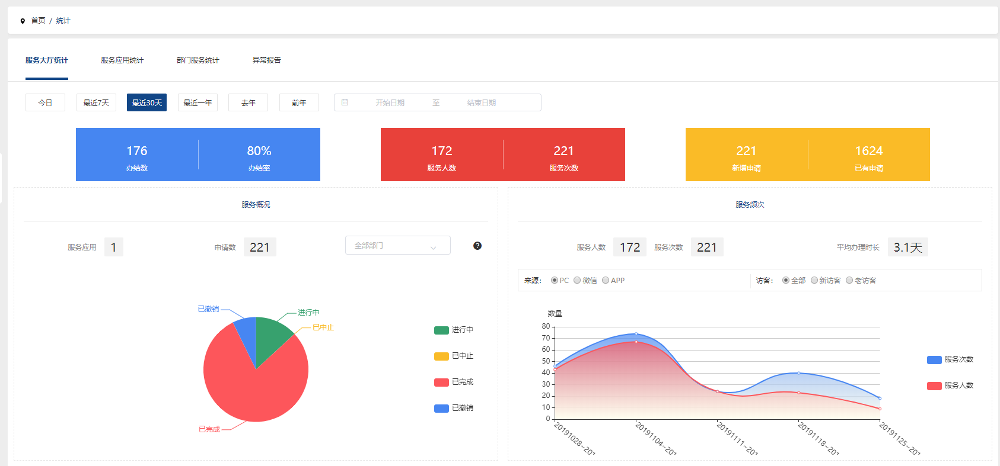 首页 / 统计
服务大厅统计 服务应用统计 部门服务统计 异常报告
今日 最近7天 最近30天 最近一年 去年 前年 开始日期 至 结束日期
176 80% 172 221 221 1624
办结数 办结率 服务人数 服务次数 新增申请 已有申请
服务概况
服务应用 1 申请数 221 全部部门 ?
已撤销 进行中
已中止
已完成
进行中
已中止
已完成
已撤销
服务频次
服务人数 172 服务次数 221 平均办理时长 3.1天
来源： PC 微信 APP 访客： 全部 新访客 老访客
数量
80
70
60
50
40
30
20
10
0
20191028~201 20191104~201 20191111~201 20191118~201 20191125~201
服务次数
服务人数